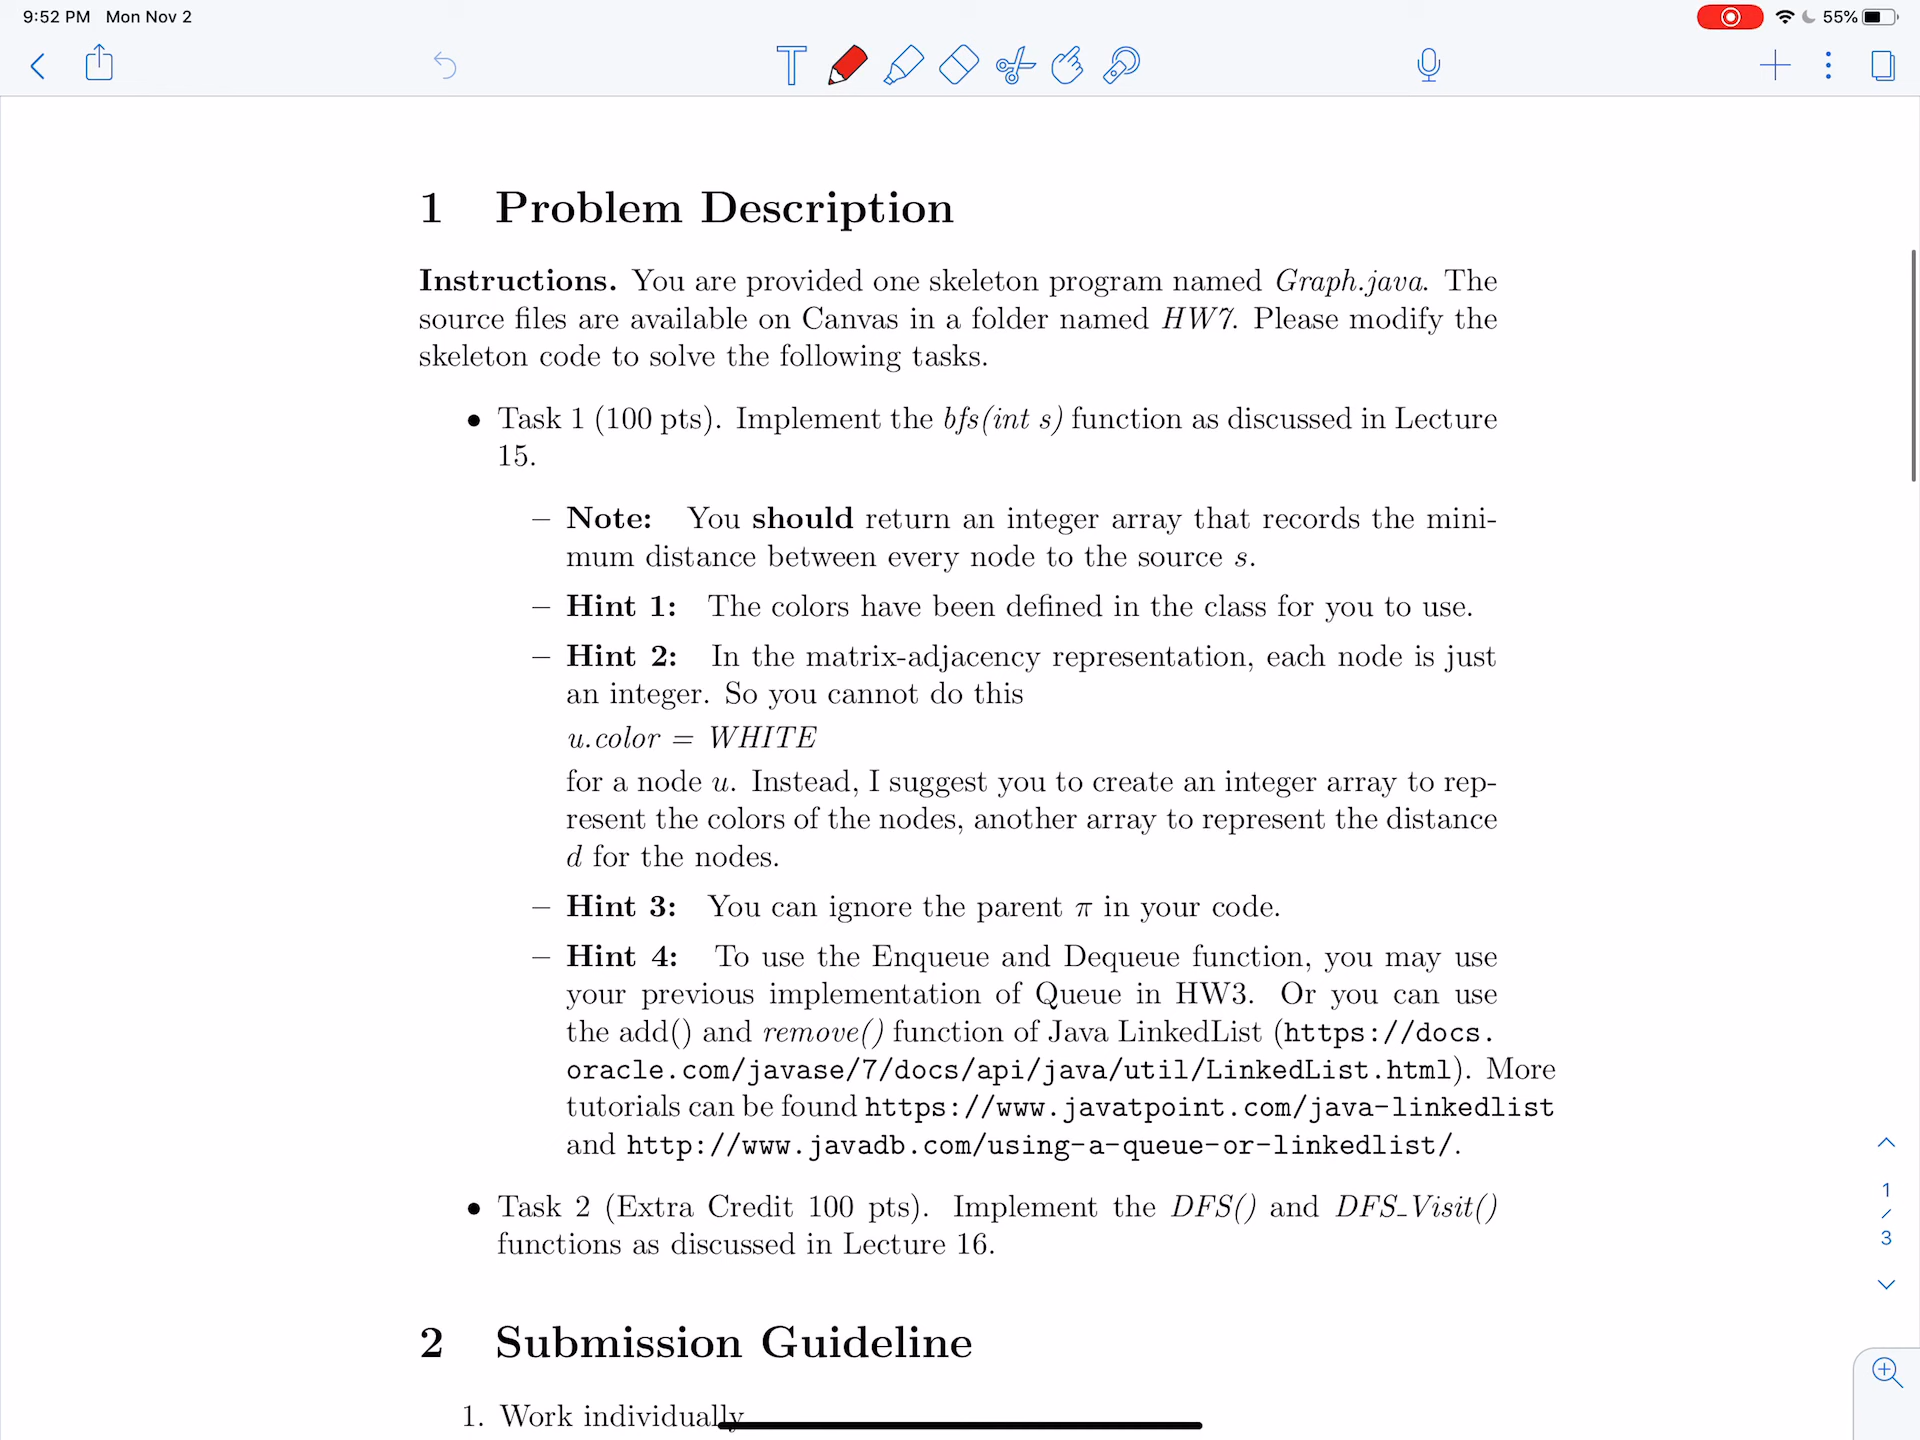 9:52 PM Mon Nov 2
55%
1 Problem Description
Instructions. You are provided one skeleton program named Graph.java. The
source files are available on Canvas in a folder named HW7. Please modify the
skeleton code to solve the following tasks.
• Task 1 (100 pts). Implement the bfs(int s) function as discussed in Lecture
15.
– Note: You should return an integer array that records the mini-
mum distance between every node to the source s.
– Hint 1: The colors have been defined in the class for you to use.
– Hint 2: In the matrix-adjacency representation, each node is just
an integer. So you cannot do this
u.color = WHITE
for a node u. Instead, I suggest you to create an integer array to rep-
resent the colors of the nodes, another array to represent the distance
d for the nodes.
– Hint 3: You can ignore the parent π in your code.
– Hint 4: To use the Enqueue and Dequeue function, you may use
your previous implementation of Queue in HW3. Or you can use
the add() and remove() function of Java LinkedList (https://docs.
oracle.com/javase/7/docs/api/java/util/LinkedList.html). More
tutorials can be found https://www.javatpoint.com/java-linkedlist
and http://www.javadb.com/using-a-queue-or-linkedlist/.
• Task 2 (Extra Credit 100 pts). Implement the DFS() and DFS_Visit()
functions as discussed in Lecture 16.
1
/
3
2 Submission Guideline
1. Work individually